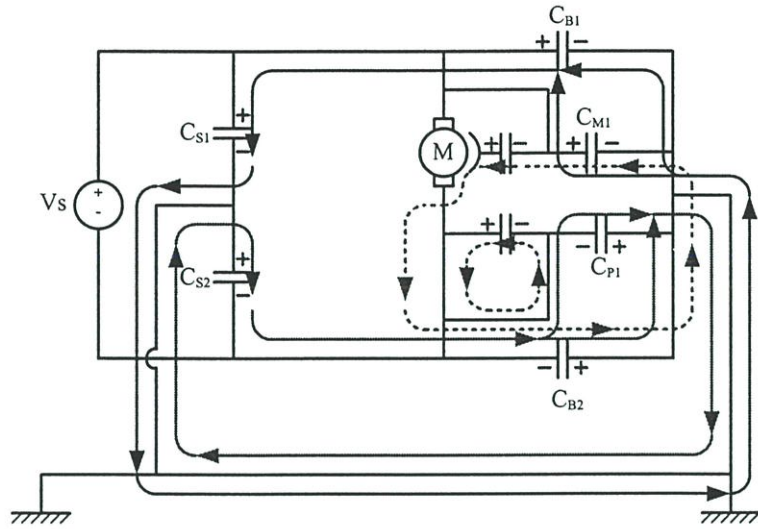 C_B1
+ −
+
C_S1
−
M
+ −
C_M1
+ −
Vs
+
-
+
C_S2
−
+ −
− +
C_P1
− +
C_B2